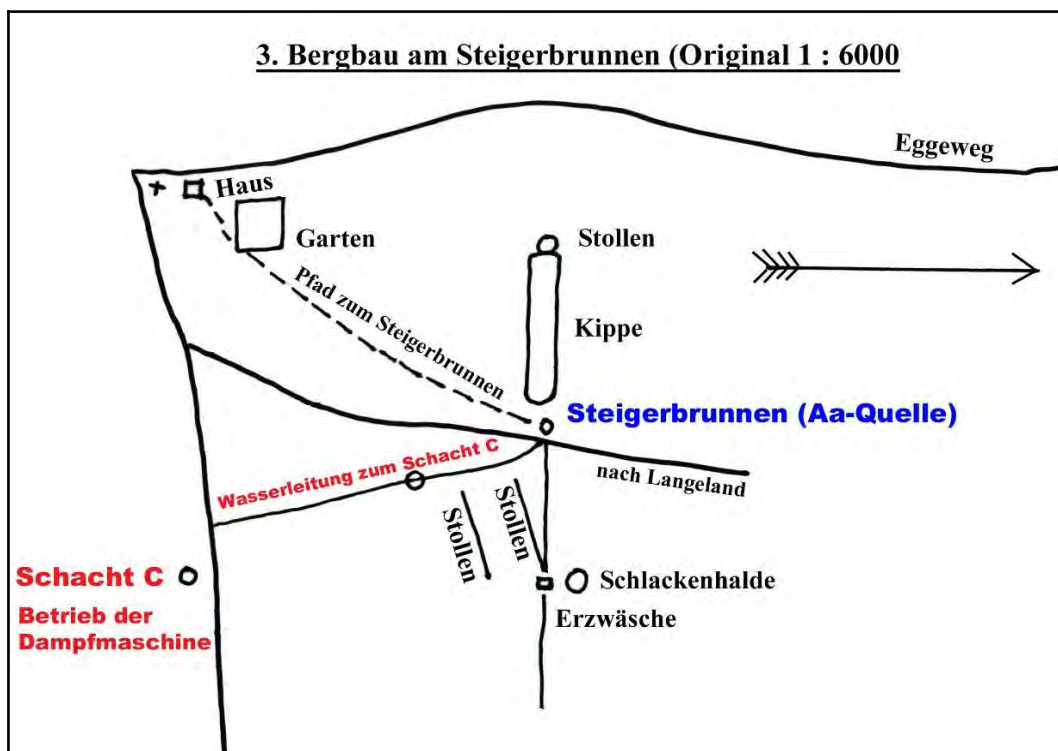 3. Bergbau am Steigerbrunnen (Original 1 : 6000
Eggeweg
Haus
Garten
Stollen
Pfad zum Steigerbrunnen
Kippe
Steigerbrunnen (Aa-Quelle)
Wasserleitung zum Schacht C
nach Langeland
Stollen
Stollen
Schacht C
Schlackenhalde
Betrieb der
Dampfmaschine
Erzwäsche